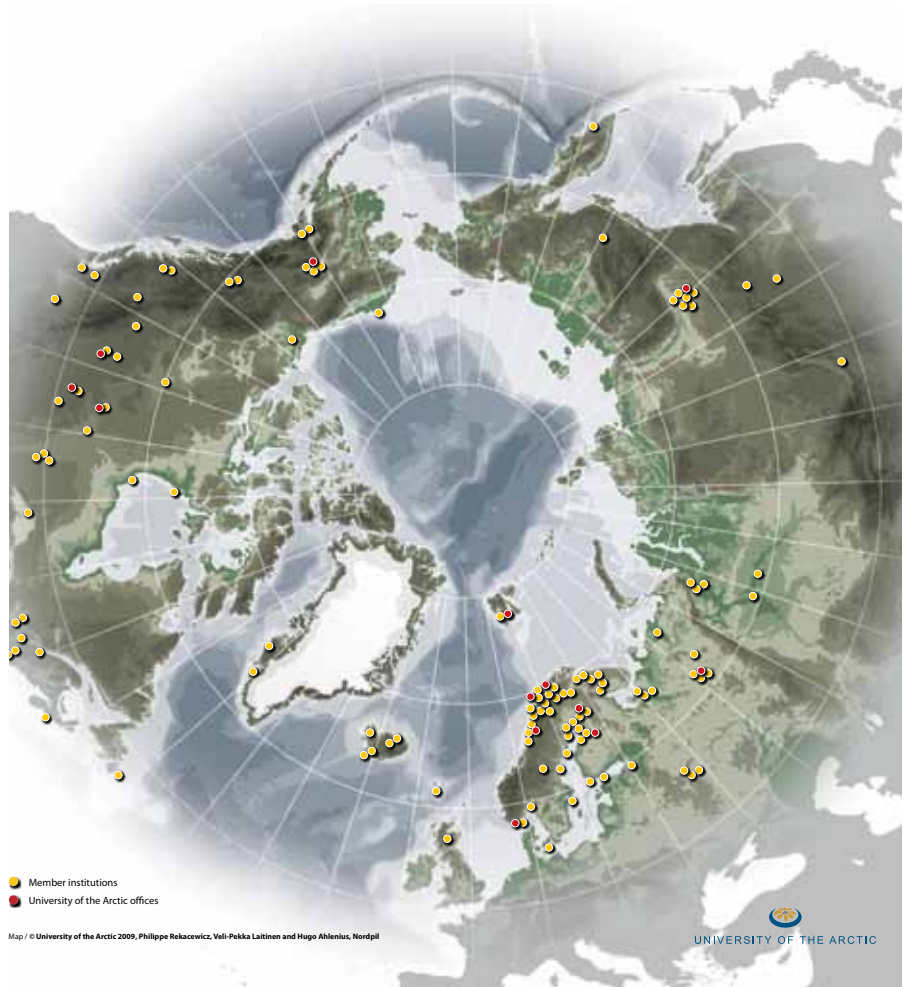 Member institutions
University of the Arctic offices
Map / © University of the Arctic 2009, Philippe Rekacewicz, Veli-Pekka Laitinen and Hugo Ahlenius, Nordpil
UNIVERSITY OF THE ARCTIC